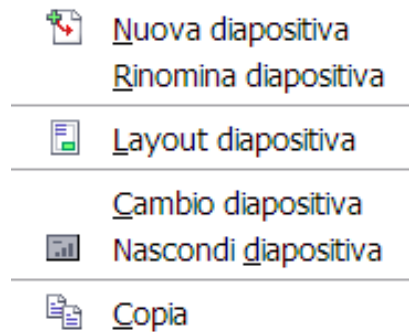 Nuova diapositiva
Rinomina diapositiva
Layout diapositiva
Cambio diapositiva
Nascondi diapositiva
Copia